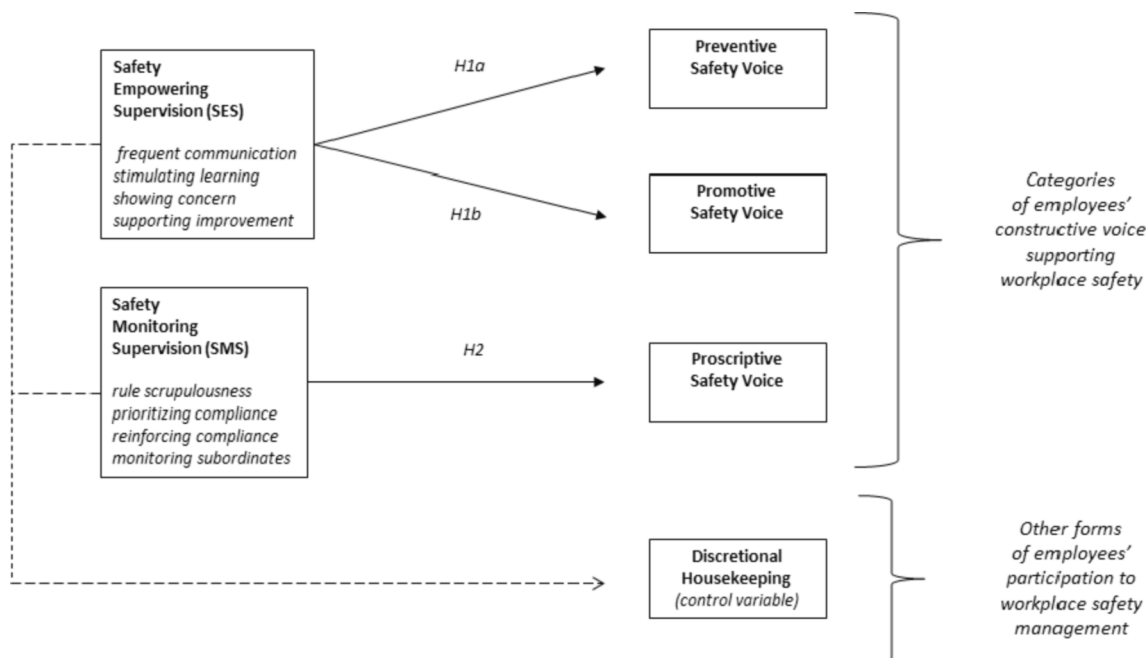 Safety
Empowering
Supervision (SES)
frequent communication
stimulating learning
showing concern
supporting improvement
H1a
H1b
Preventive
Safety Voice
Promotive
Safety Voice
Safety
Monitoring
Supervision (SMS)
rule scrupulousness
prioritizing compliance
reinforcing compliance
monitoring subordinates
H2
Proscriptive
Safety Voice
Categories
of employees’
constructive voice
supporting
workplace safety
Discretional
Housekeeping
(control variable)
Other forms
of employees’
participation to
workplace safety
management